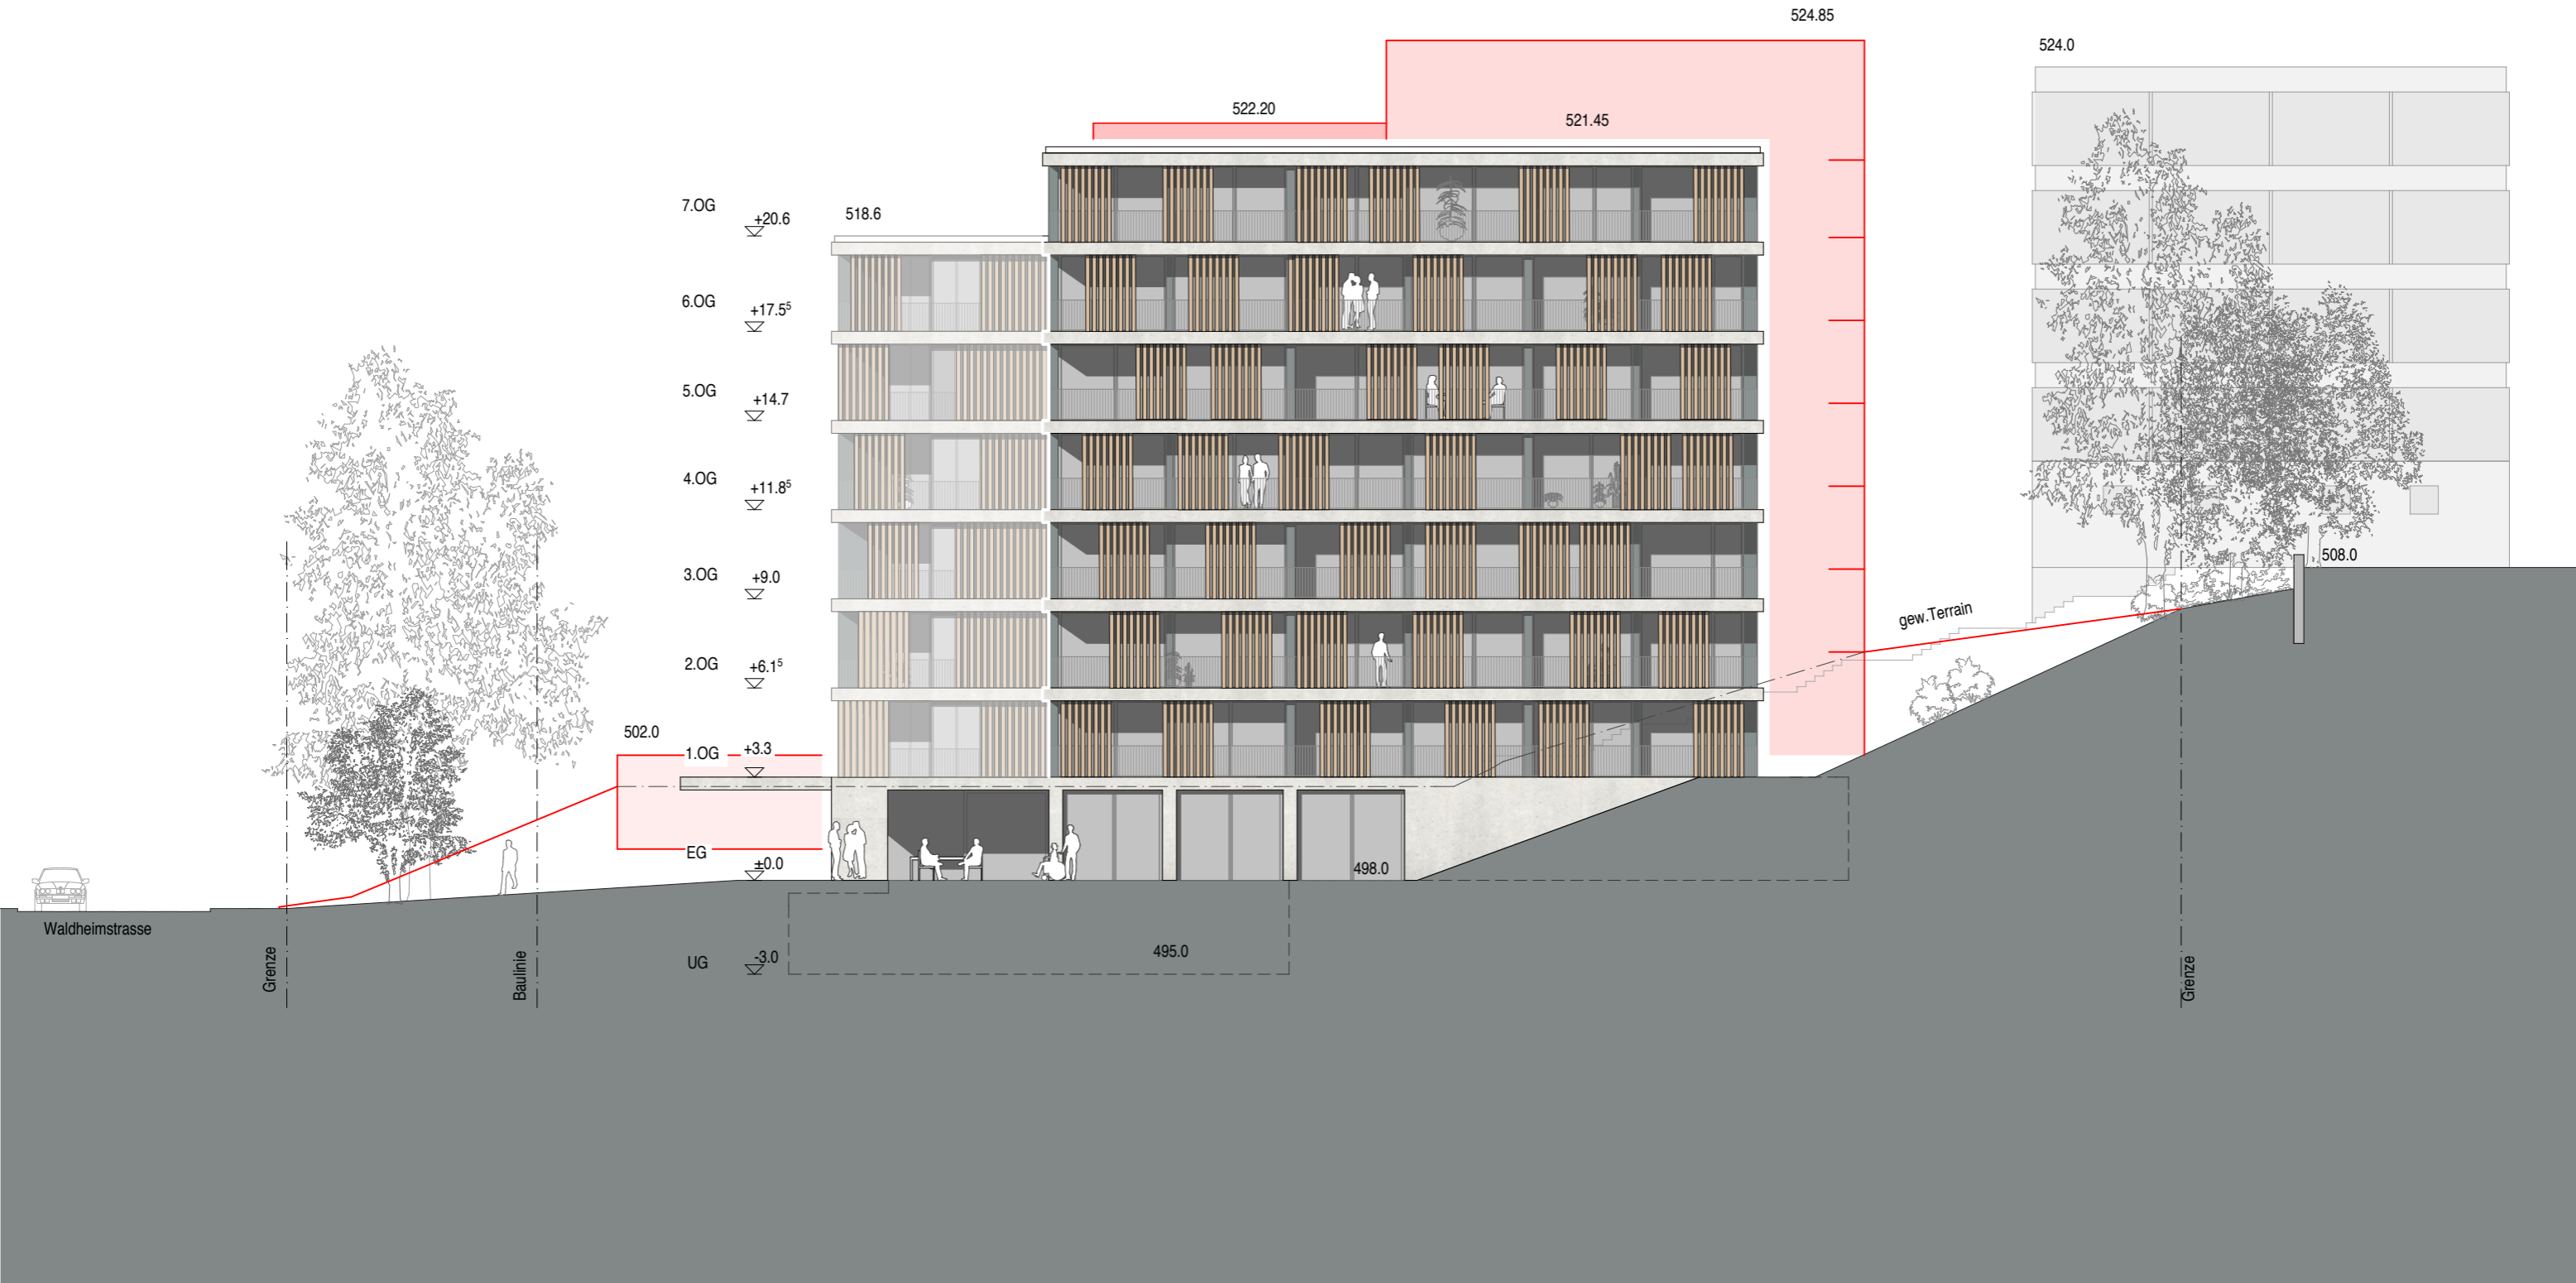 524.85
524.0
522.20
521.45
7.OG
+20.6
518.6
6.OG
+17.5⁵
5.OG
+14.7
4.OG
+11.8⁵
3.OG
+9.0
508.0
gew.Terrain
2.OG
+6.1⁵
502.0
1.OG
+3.3
EG
±0.0
498.0
Waldheimstrasse
495.0
UG
-3.0
Grenze
Baulinie
Grenze